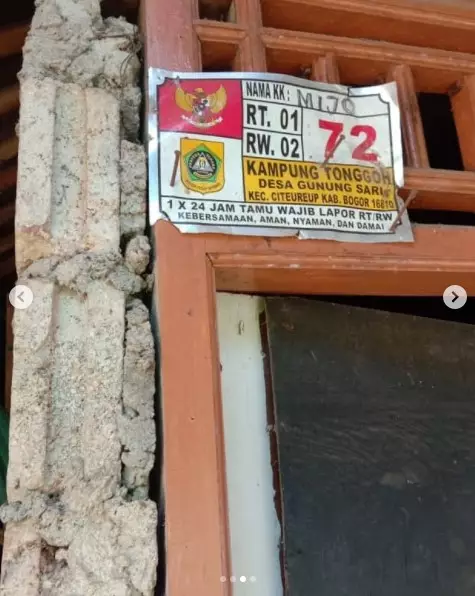 NAMA KK : MIJO
RT. 01
RW. 02
72
KAMPUNG TONGGOH
DESA GUNUNG SARI
KEC. CITEUREUP KAB. BOGOR 16810
1 X 24 JAM TAMU WAJIB LAPOR RT/RW
KEBERSAMAAN, AMAN, NYAMAN, DAN DAMAI